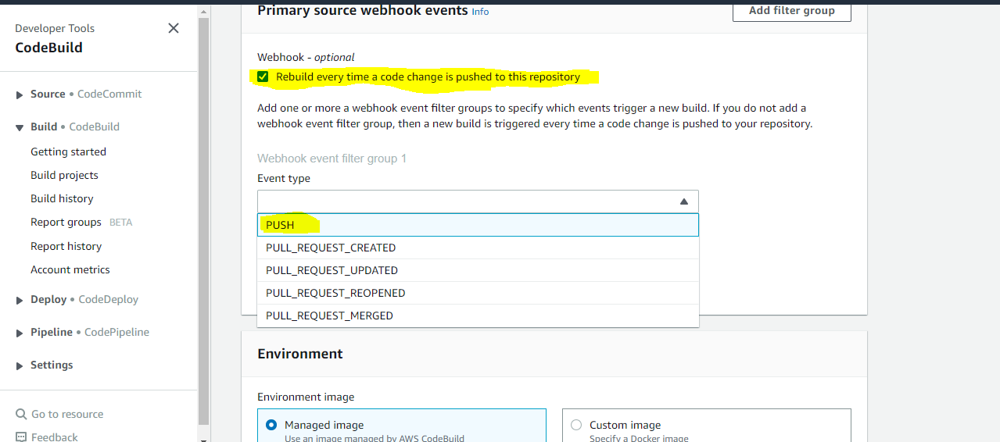 Developer Tools
CodeBuild
Source • CodeCommit
Build • CodeBuild
Getting started
Build projects
Build history
Report groups BETA
Report history
Account metrics
Deploy • CodeDeploy
Pipeline • CodePipeline
Settings
Go to resource
Feedback
Primary source webhook events Info
Add filter group
Webhook - optional
Rebuild every time a code change is pushed to this repository
Add one or more a webhook event filter groups to specify which events trigger a new build. If you do not add a
webhook event filter group, then a new build is triggered every time a code change is pushed to your repository.
Webhook event filter group 1
Event type
PUSH
PULL_REQUEST_CREATED
PULL_REQUEST_UPDATED
PULL_REQUEST_REOPENED
PULL_REQUEST_MERGED
Environment
Environment image
Managed image
Use an image managed by AWS CodeBuild
Custom image
Specify a Docker image